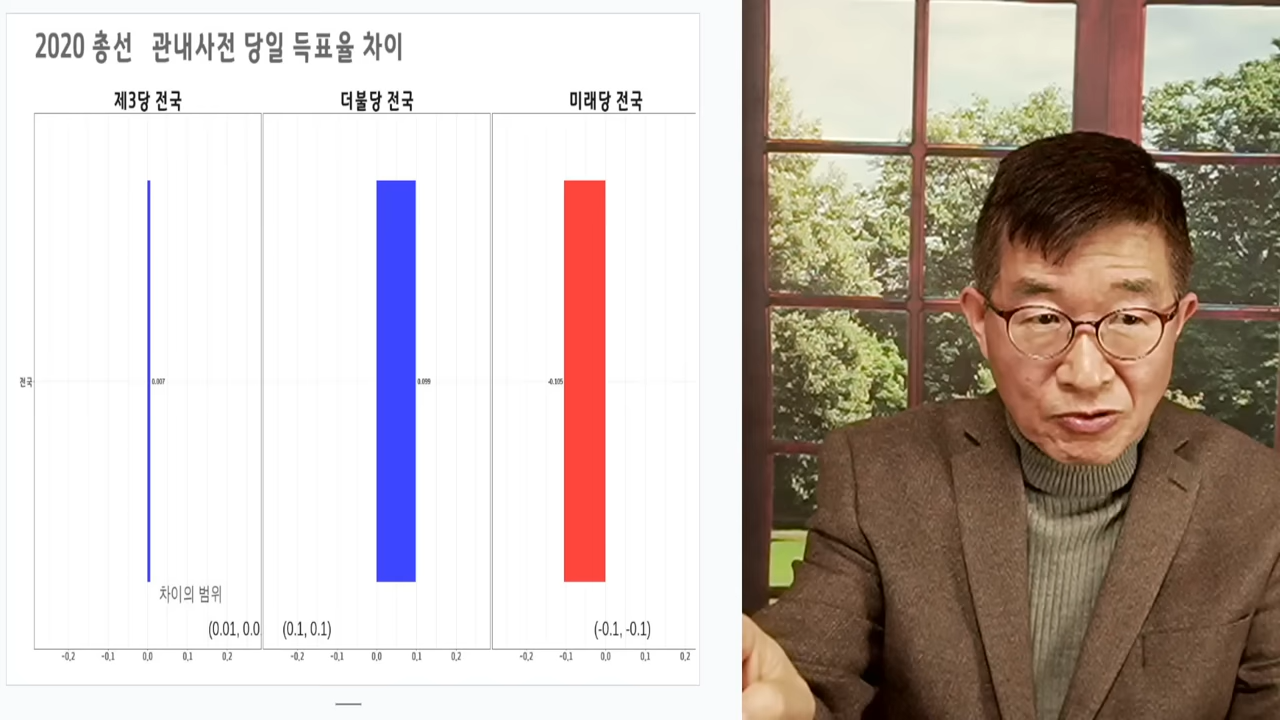 2020 총선 관내사전 당일 득표율 차이
제3당 전국
더불당 전국
미래당 전국
전국
0.007
0.099
-0.105
차이의 범위
(0.01, 0.0
(0.1, 0.1)
(-0.1, -0.1)
-0,2 -0,1 0,0 0,1 0,2
-0,2 -0,1 0,0 0,1 0,2
-0,2 -0,1 0,0 0,1 0,2